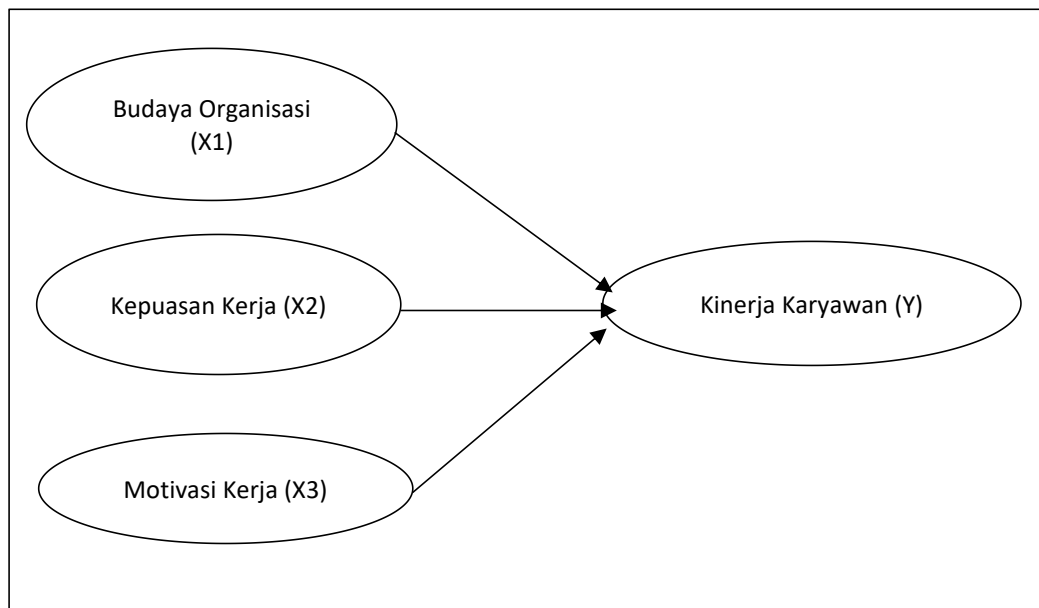 Budaya Organisasi
(X1)
Kepuasan Kerja (X2)
Kinerja Karyawan (Y)
Motivasi Kerja (X3)